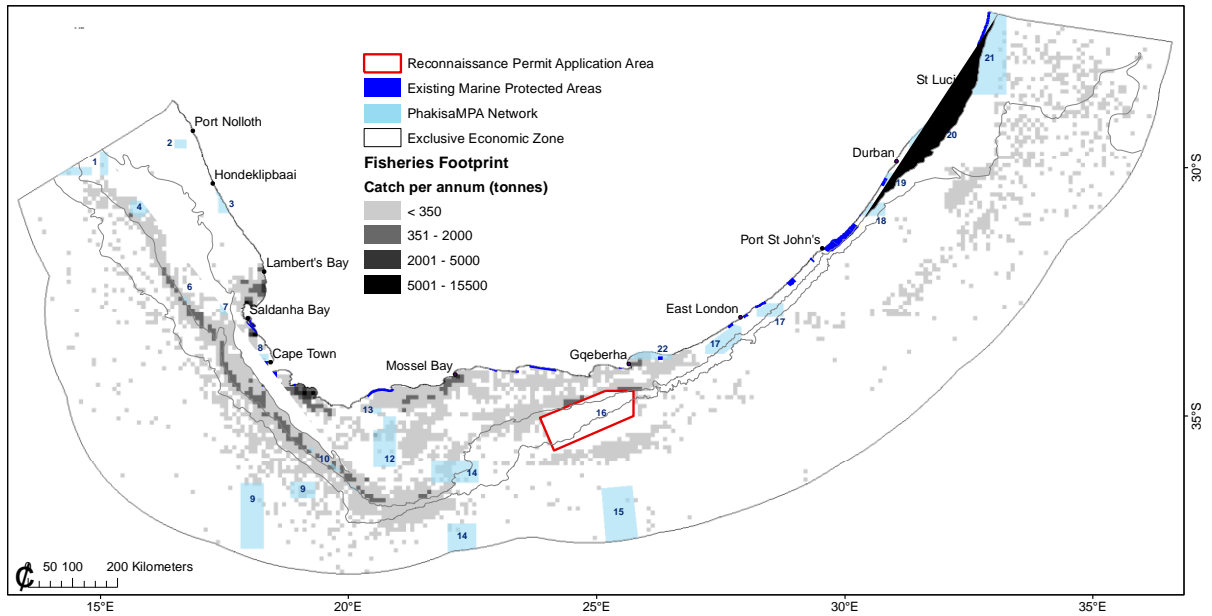 Reconnaissance Permit Application Area
Existing Marine Protected Areas
PhakisaMPA Network
Exclusive Economic Zone
Fisheries Footprint
Catch per annum (tonnes)
< 350
351 - 2000
2001 - 5000
5001 - 15500
Port Nolloth
Hondeklipbaai
Lambert's Bay
Saldanha Bay
Cape Town
Mossel Bay
Gqeberha
East London
Port St John's
Durban
St Luci
1
2
3
4
6
7
8
9
9
10
12
13
14
14
15
16
17
17
18
19
20
21
22
0 50 100 200 Kilometers
15°E
20°E
25°E
30°E
35°E
30°S
35°S